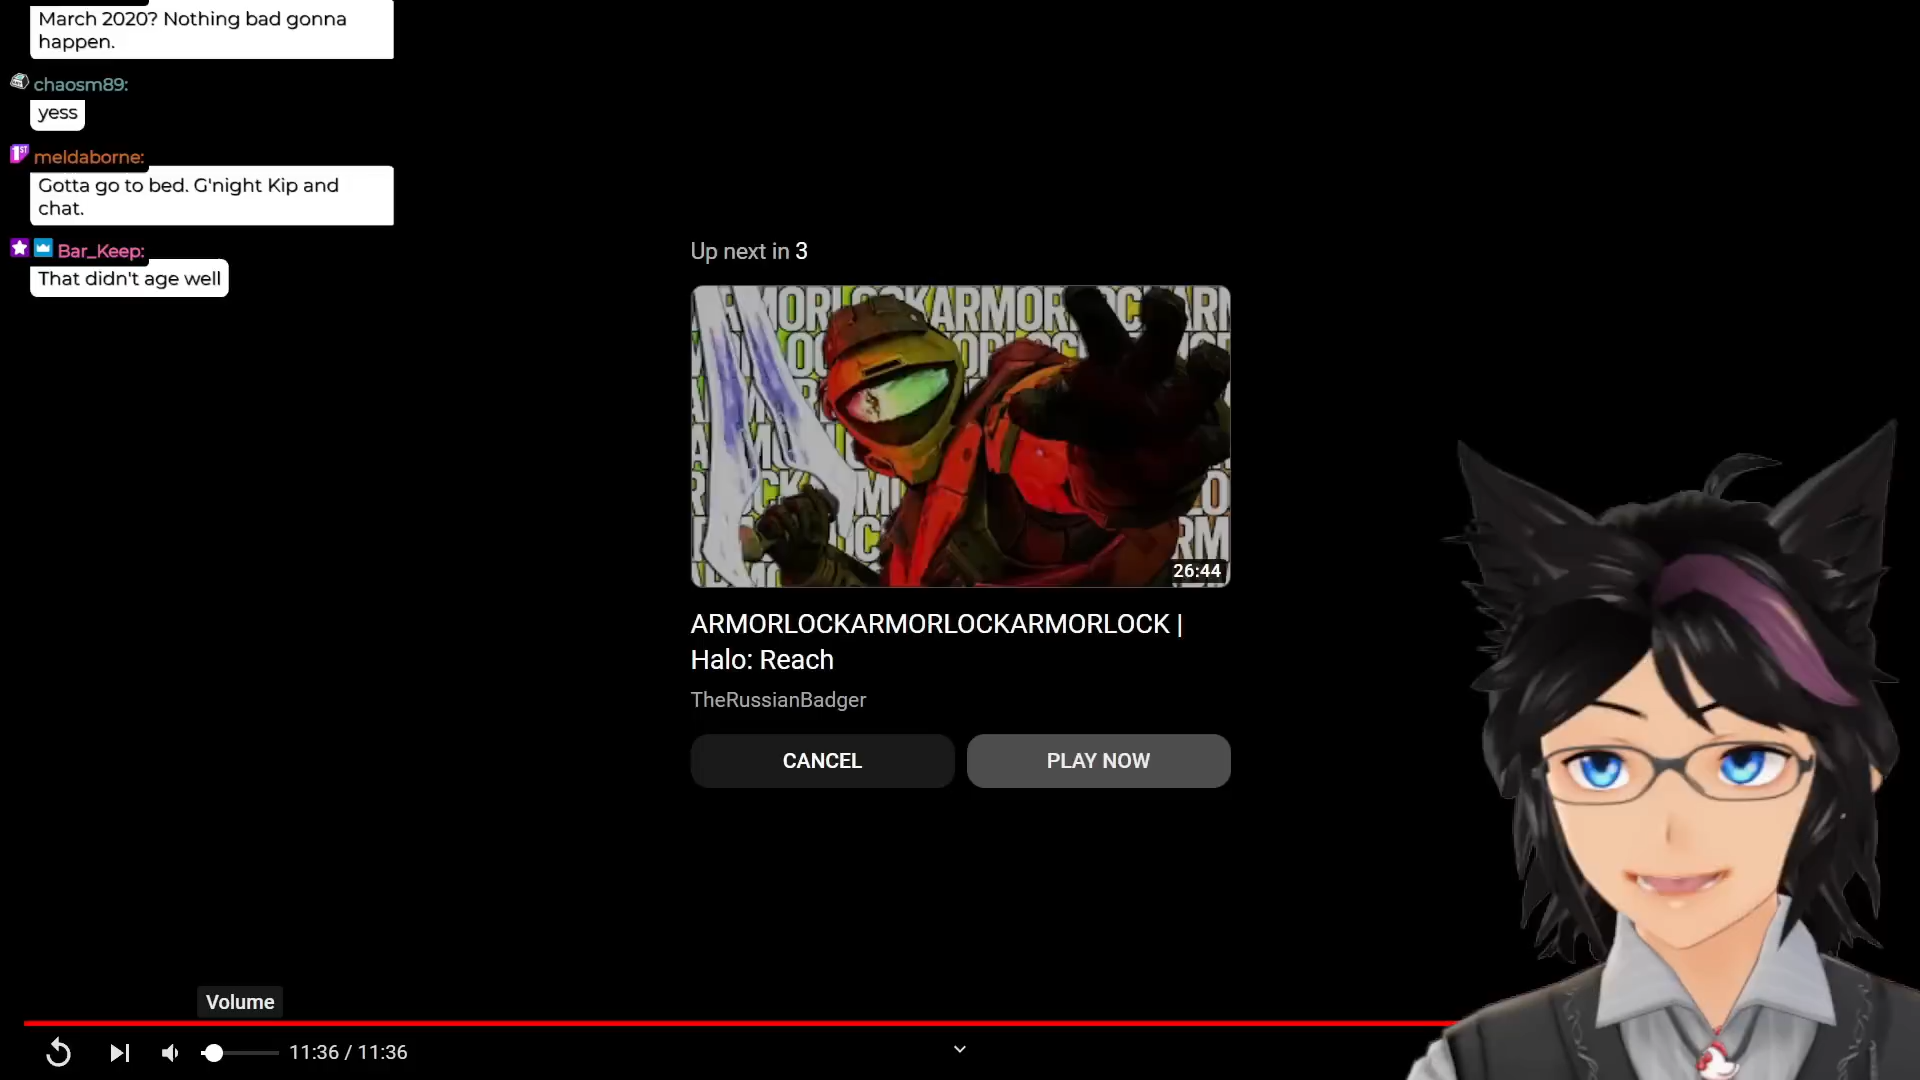 March 2020? Nothing bad gonna
happen.
chaosm89:
yess
1ST meldaborne:
Gotta go to bed. G'night Kip and
chat.
Bar_Keep:
That didn't age well
Up next in 3
26:44
ARMORLOCKARMORLOCKARMORLOCK |
Halo: Reach
TheRussianBadger
CANCEL
PLAY NOW
Volume
11:36 / 11:36